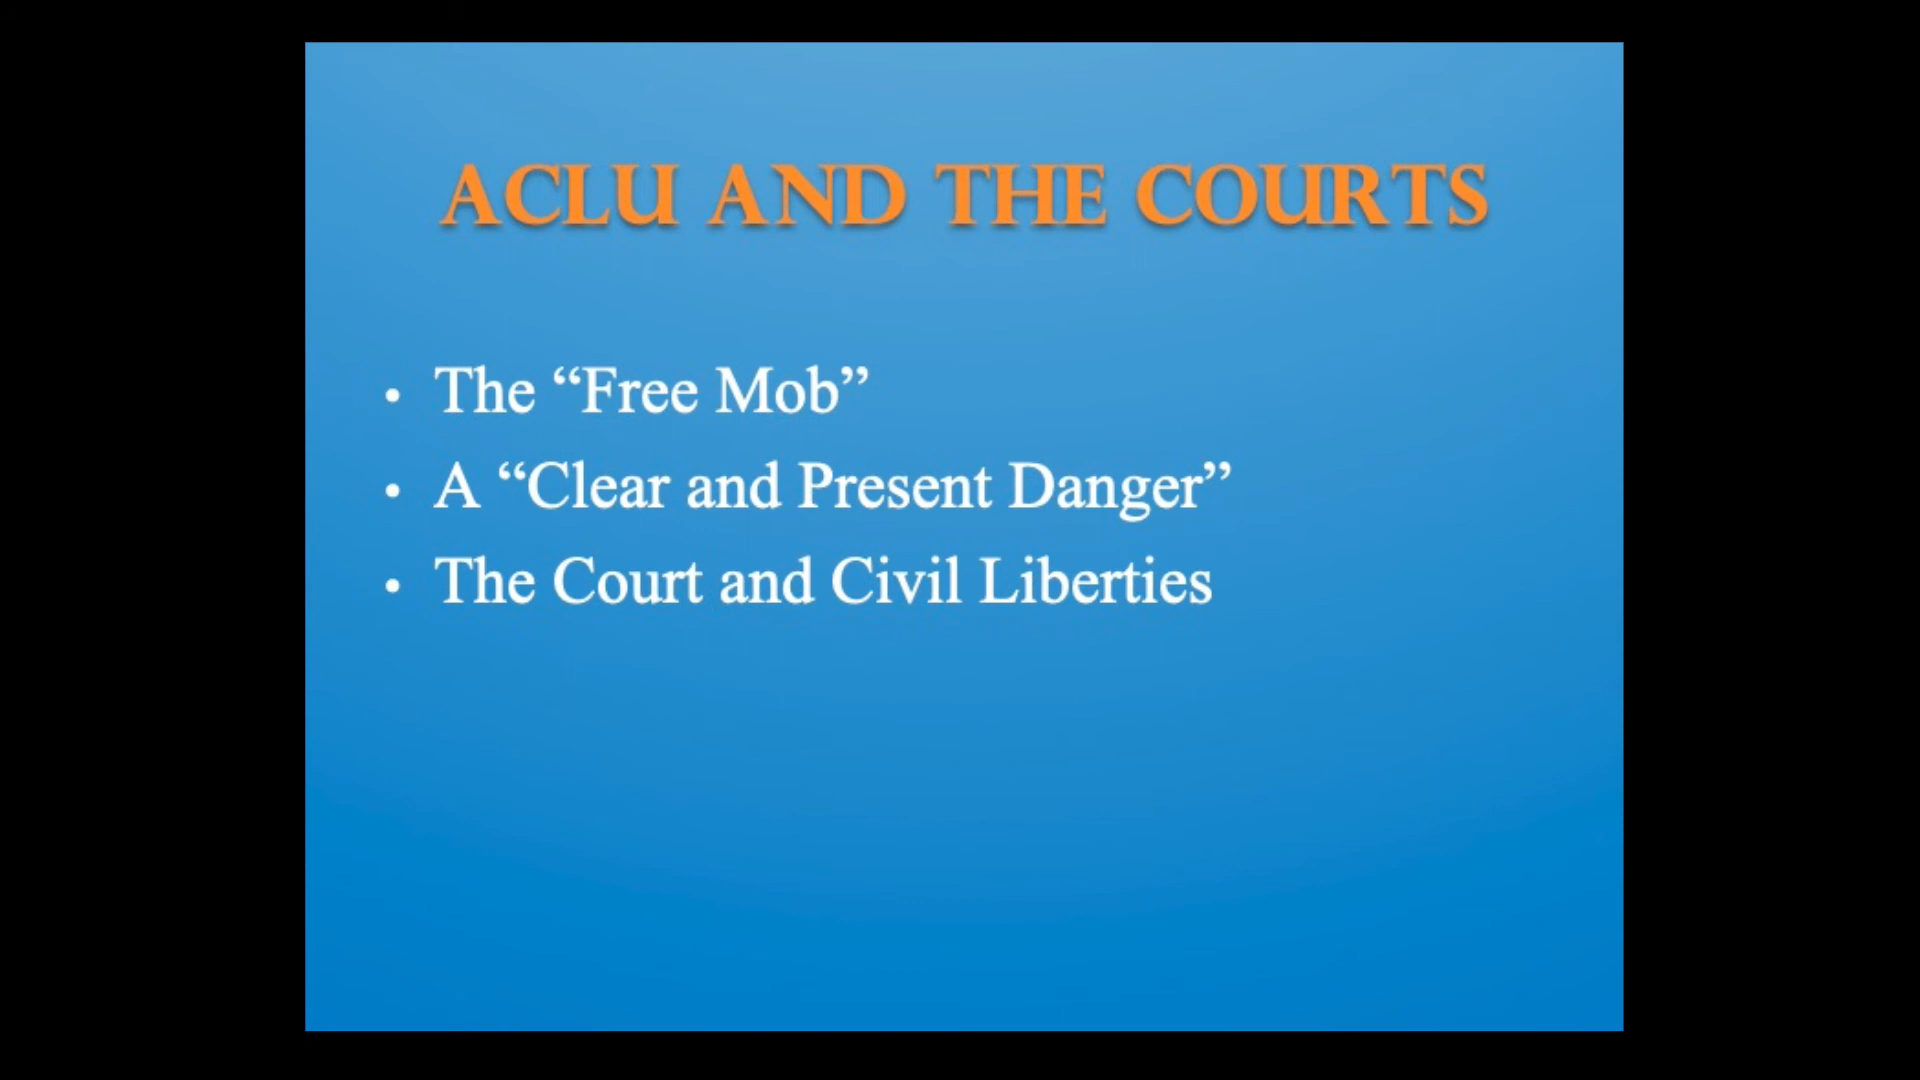 ACLU AND THE COURTS
• The “Free Mob”
• A “Clear and Present Danger”
• The Court and Civil Liberties